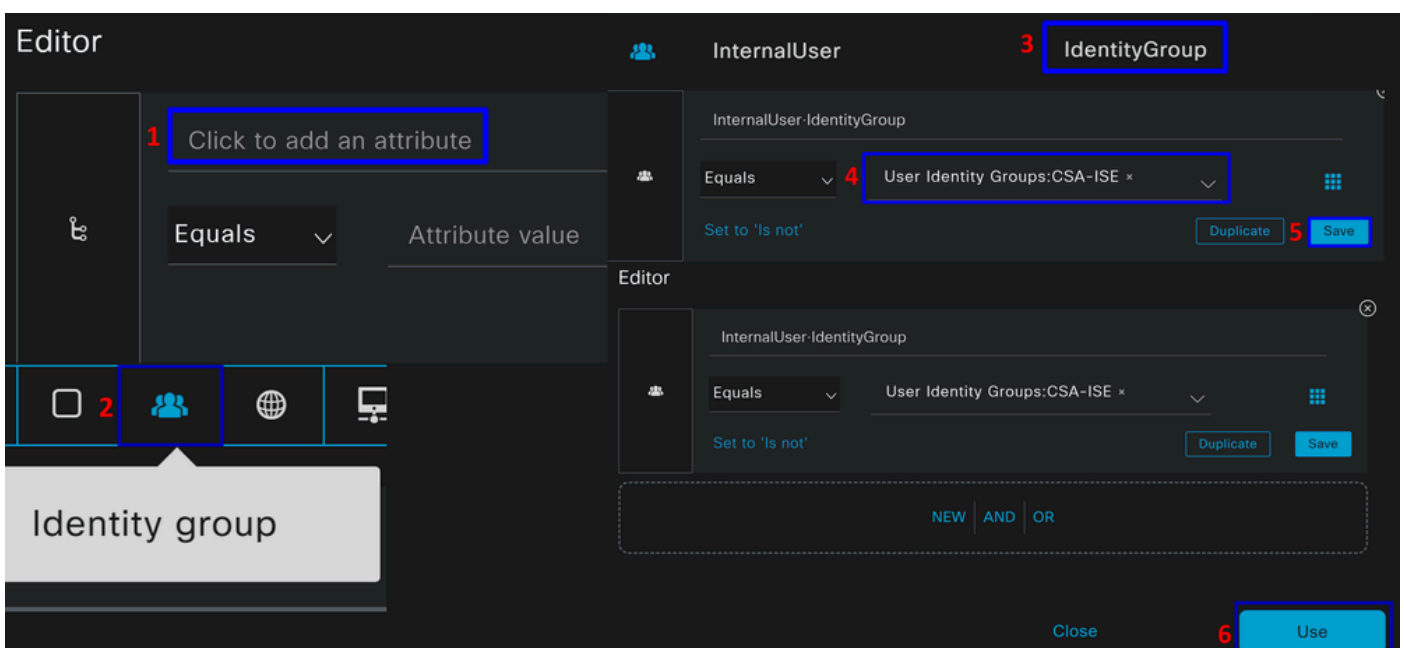 Editor
1 Click to add an attribute
Equals Attribute value
2
Identity group
InternalUser 3 IdentityGroup
InternalUser·IdentityGroup
Equals 4 User Identity Groups:CSA-ISE ×
Set to 'Is not' Duplicate 5 Save
Editor
InternalUser·IdentityGroup
Equals User Identity Groups:CSA-ISE ×
Set to 'Is not' Duplicate Save
NEW AND OR
Close 6 Use